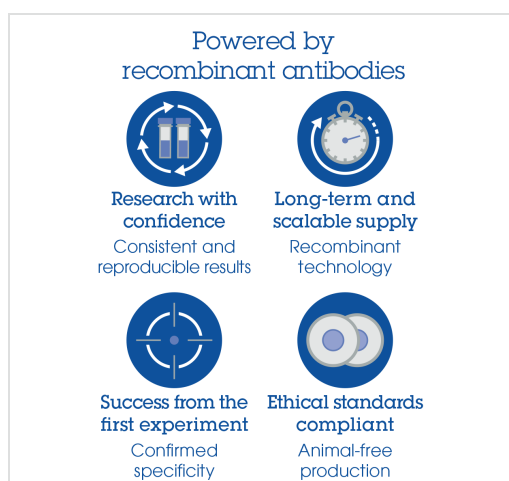 Powered by
recombinant antibodies
Research with
confidence
Consistent and
reproducible results
Long-term and
scalable supply
Recombinant
technology
Success from the
first experiment
Confirmed
specificity
Ethical standards
compliant
Animal-free
production